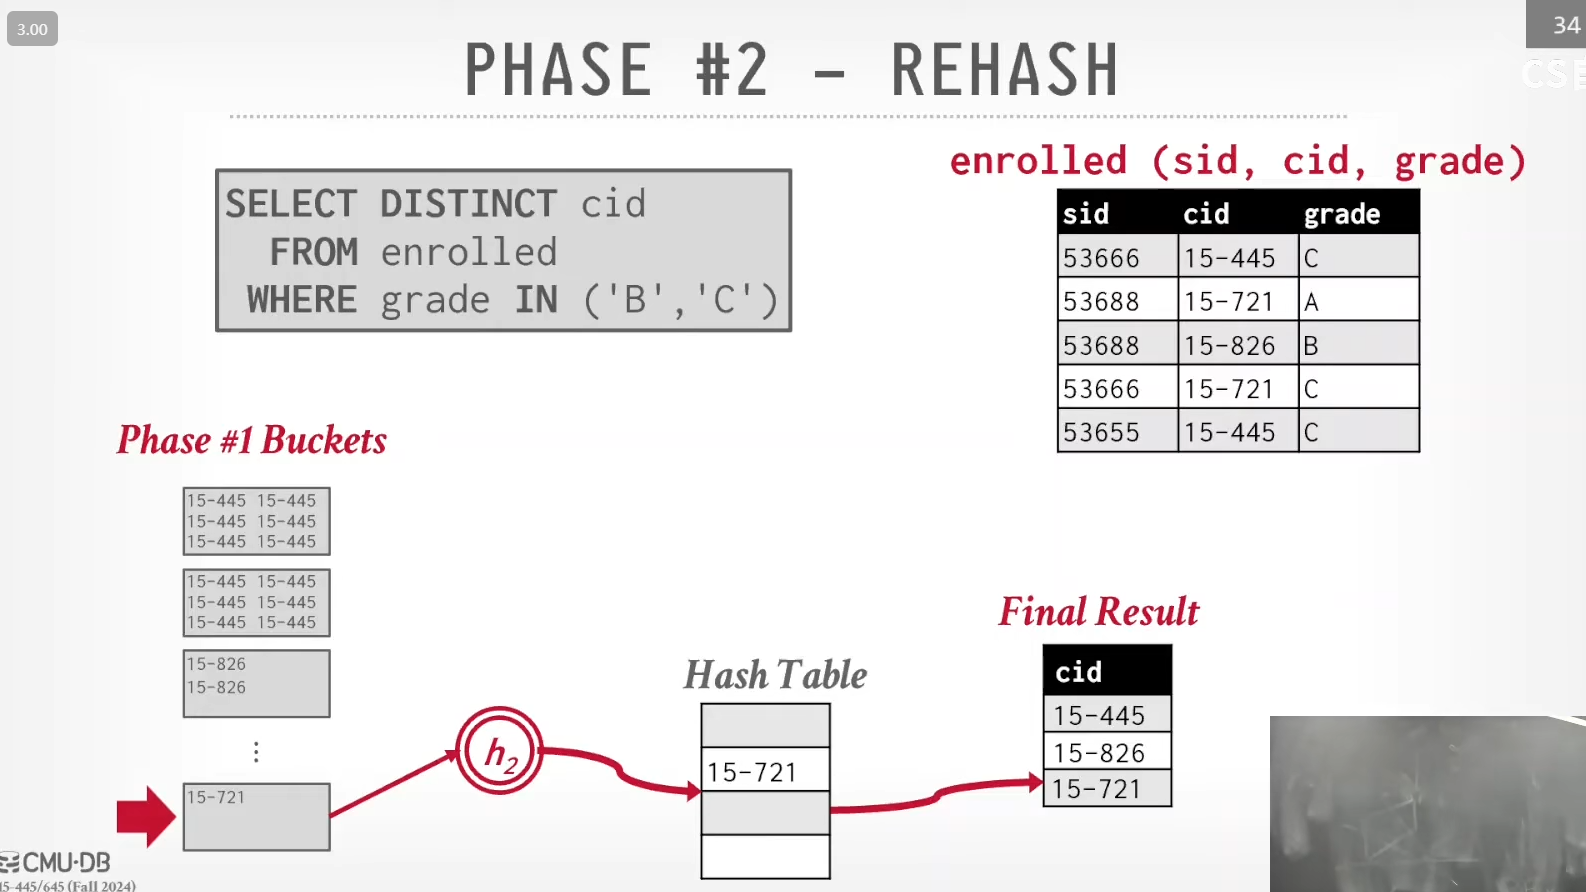 3.00
34
CSE
PHASE #2 – REHASH
SELECT DISTINCT cid
FROM enrolled
WHERE grade IN ('B','C')
enrolled (sid, cid, grade)
sid cid grade
53666 15-445 C
53688 15-721 A
53688 15-826 B
53666 15-721 C
53655 15-445 C
Phase #1 Buckets
15-445 15-445
15-445 15-445
15-445 15-445
15-445 15-445
15-445 15-445
15-445 15-445
15-826
15-826
⋮
15-721
h2
Hash Table
15-721
Final Result
cid
15-445
15-826
15-721
CMU·DB
15-445/645 (Fall 2024)